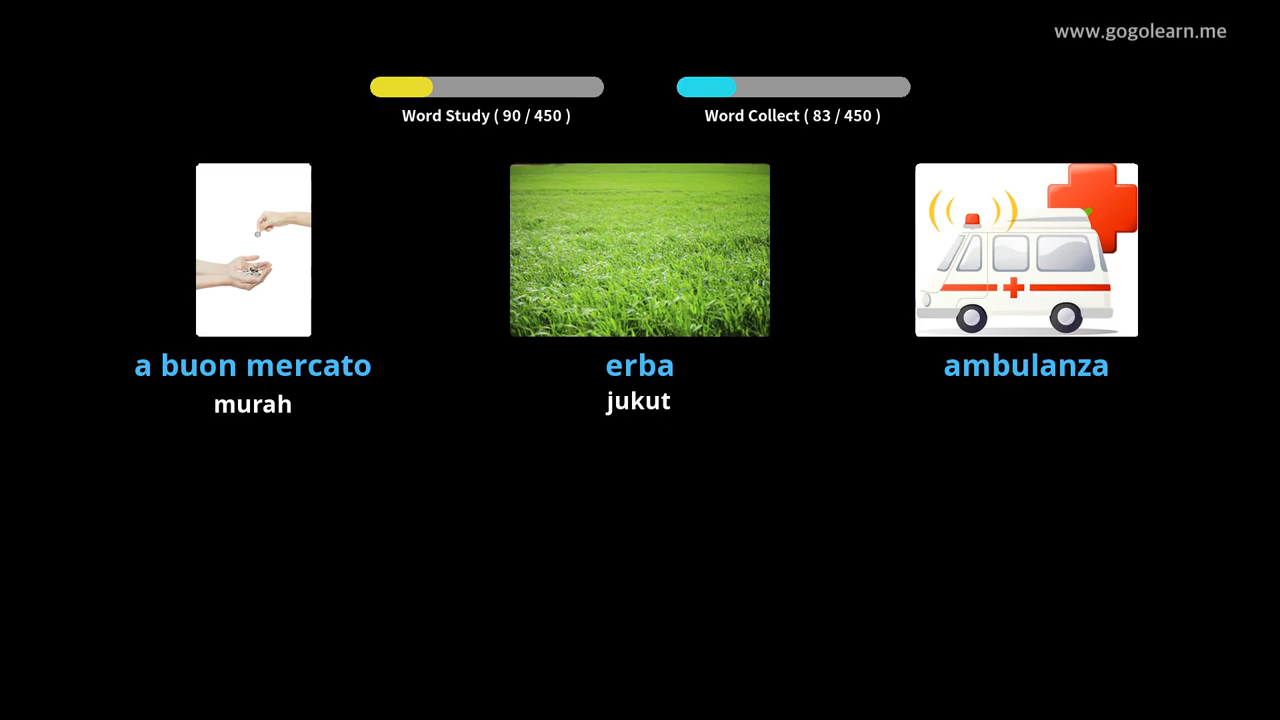 www.gogolearn.me
Word Study ( 90 / 450 )
Word Collect ( 83 / 450 )
a buon mercato
murah
erba
jukut
ambulanza